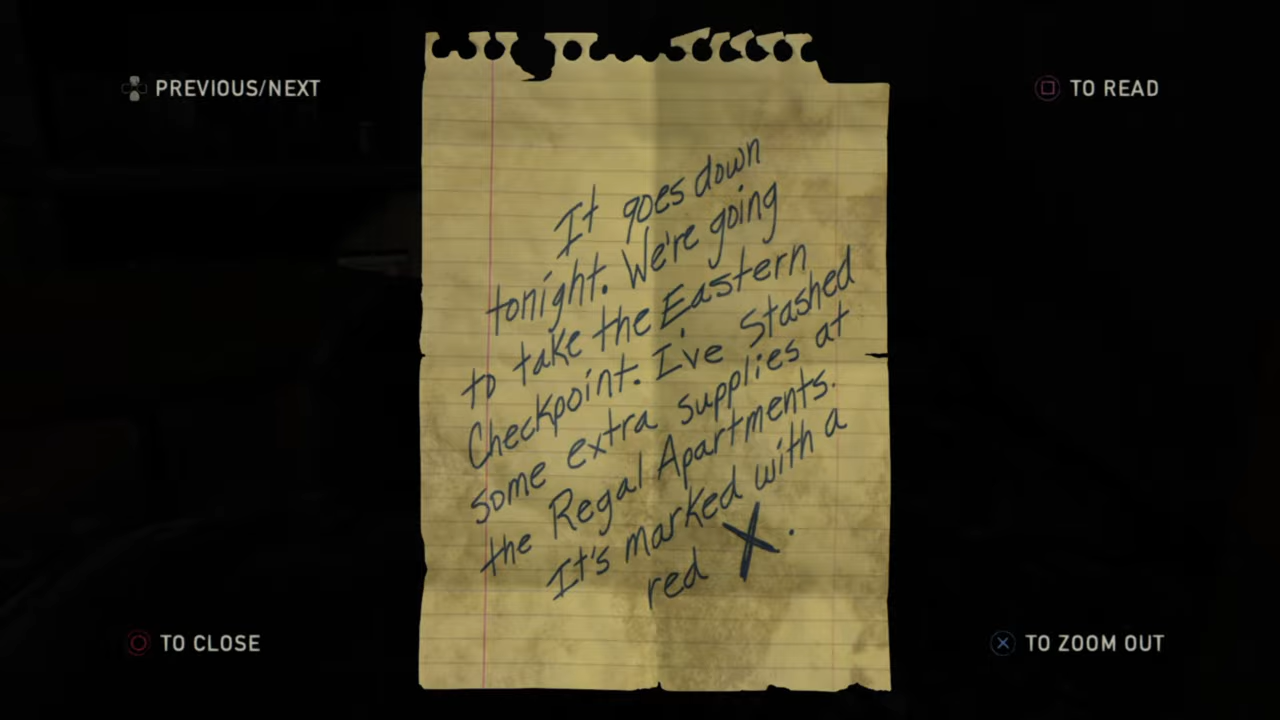 PREVIOUS/NEXT
TO READ
It goes down
tonight. We're going
to take the Eastern
Checkpoint. I've Stashed
some extra supplies at
the Regal Apartments.
It's marked with a
red X.
TO CLOSE
TO ZOOM OUT